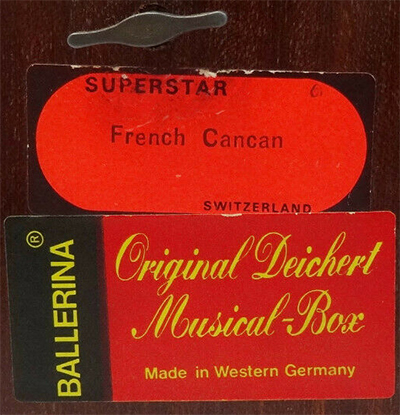 SUPERSTAR
French Cancan
SWITZERLAND
BALLERINA ®
Original Deichert
Musical-Box
Made in Western Germany